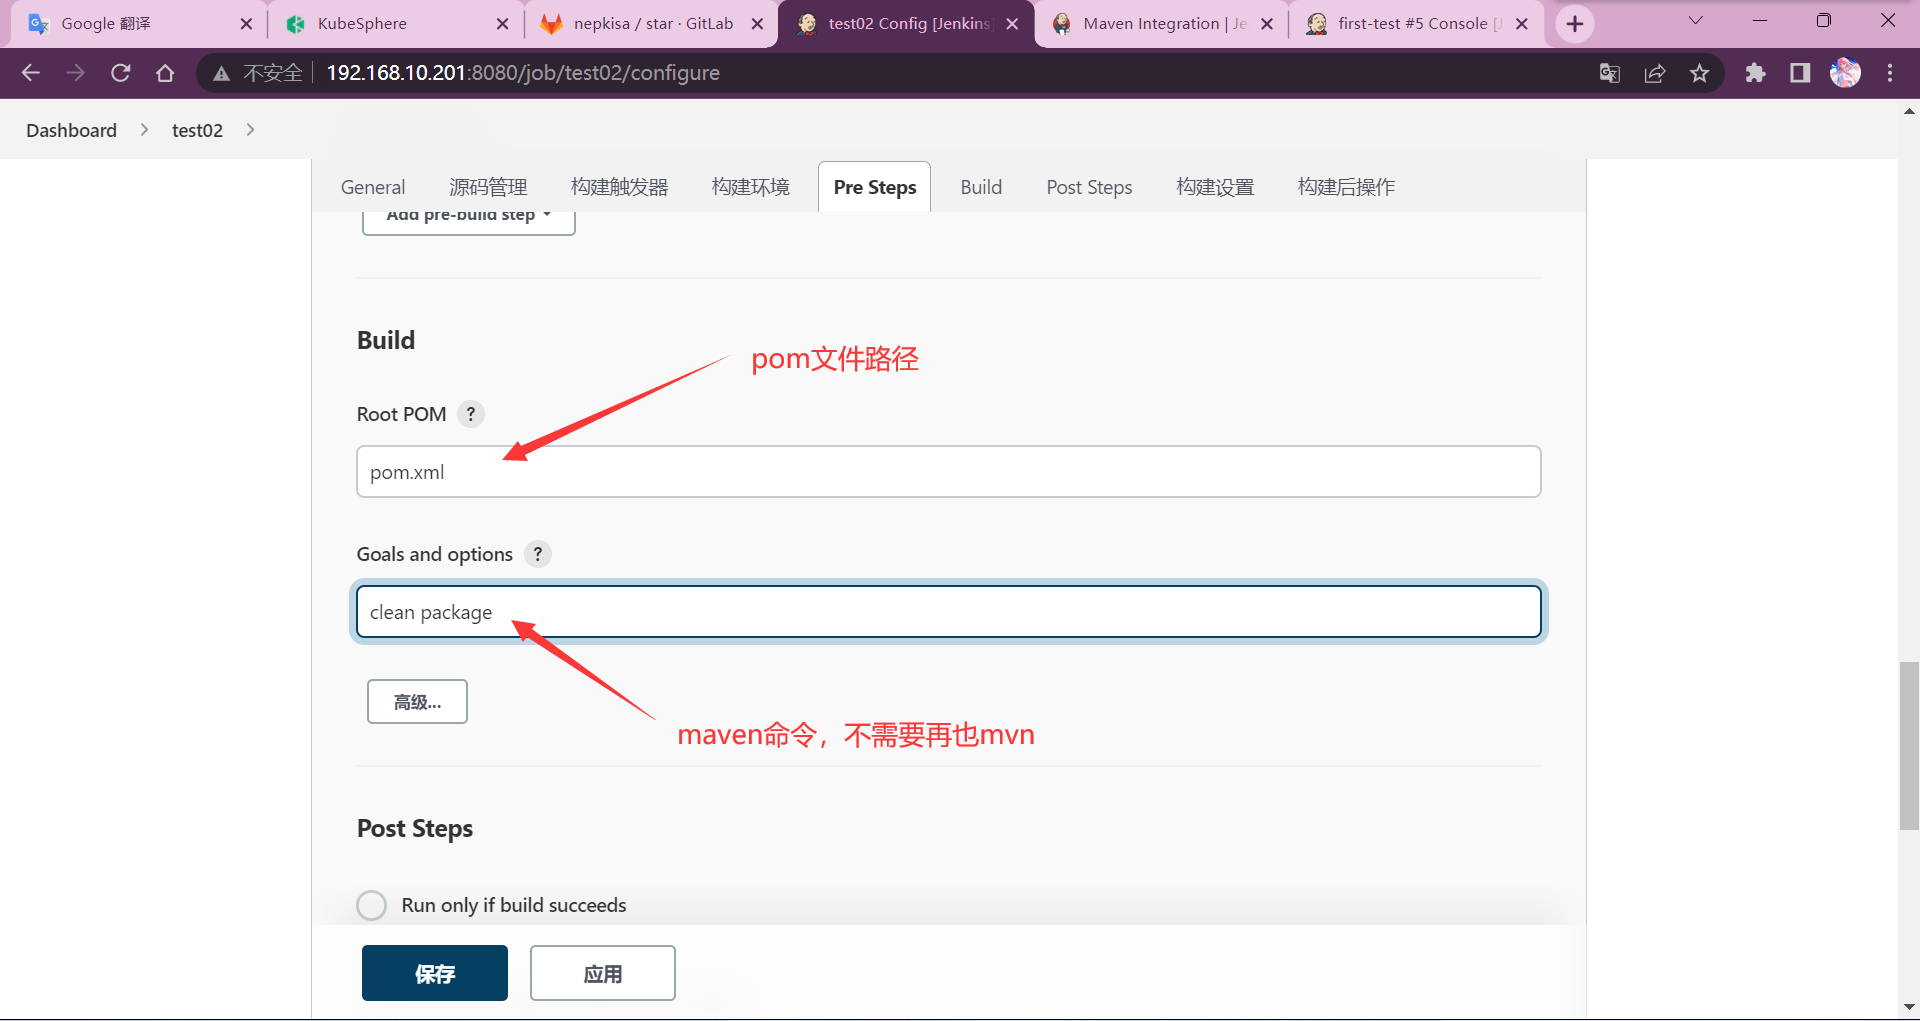 Google 翻译
KubeSphere
nepkisa / star · GitLab
test02 Config [Jenkins
Maven Integration | Je
first-test #5 Console [J
不安全
192.168.10.201:8080/job/test02/configure
Dashboard
test02
General
源码管理
构建触发器
构建环境
Pre Steps
Build
Post Steps
构建设置
构建后操作
Add pre-build step
Build
pom文件路径
Root POM ?
pom.xml
Goals and options ?
clean package
高级...
maven命令，不需要再也mvn
Post Steps
Run only if build succeeds
保存
应用